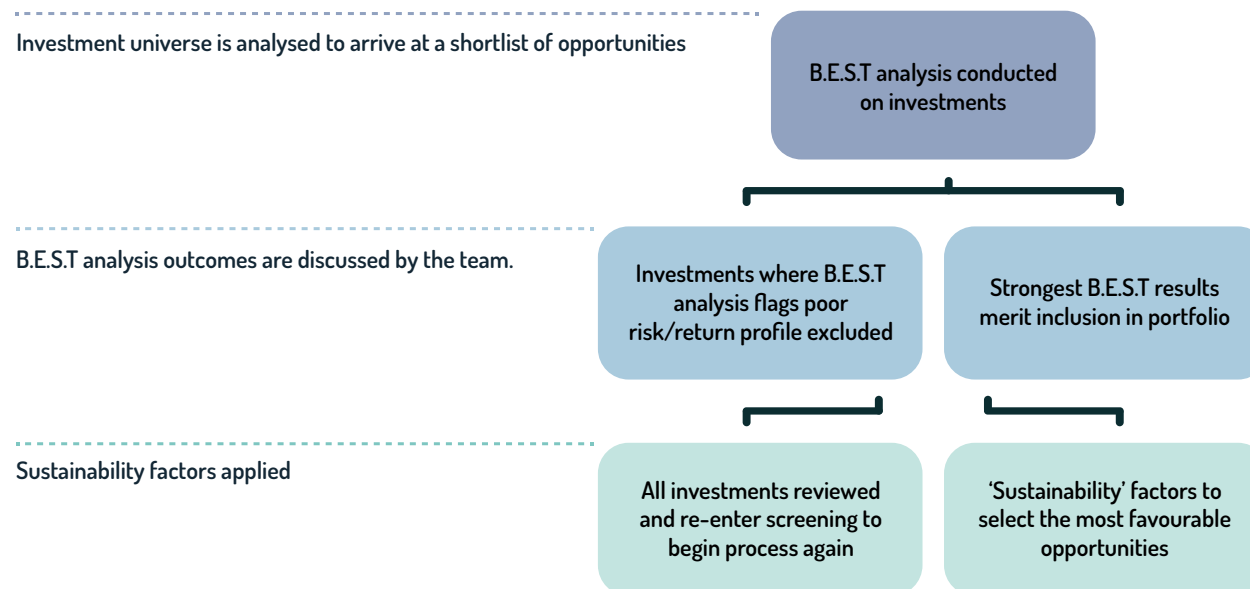 Investment universe is analysed to arrive at a shortlist of opportunities
B.E.S.T analysis conducted
on investments
B.E.S.T analysis outcomes are discussed by the team.
Investments where B.E.S.T
analysis flags poor
risk/return profile excluded
Strongest B.E.S.T results
merit inclusion in portfolio
Sustainability factors applied
All investments reviewed
and re-enter screening to
begin process again
‘Sustainability’ factors to
select the most favourable
opportunities